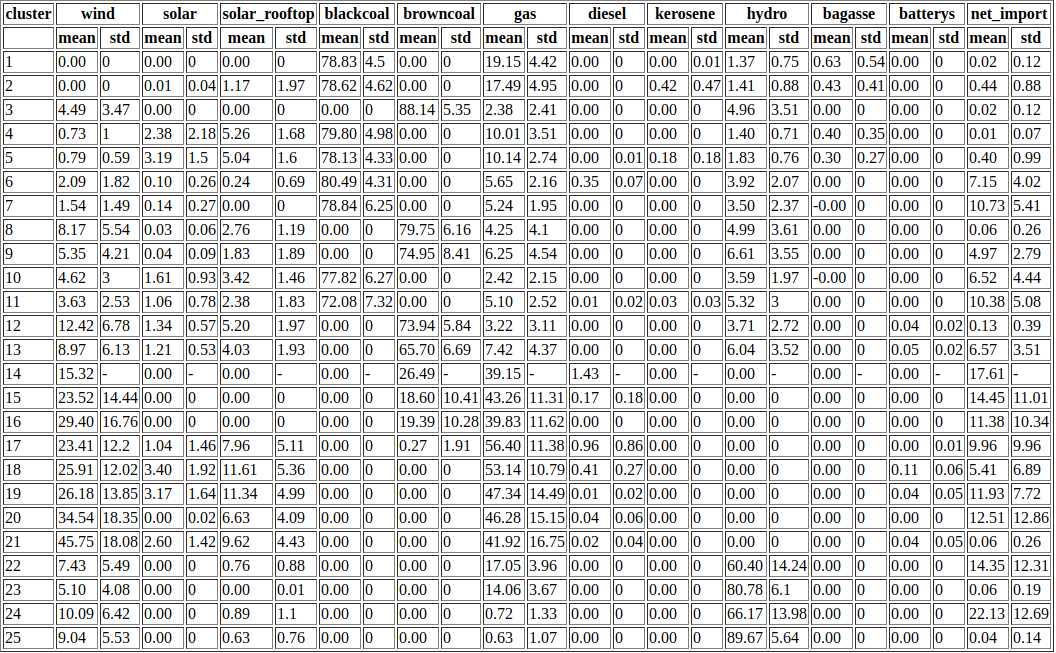 cluster wind solar solar_rooftop blackcoal browncoal gas diesel kerosene hydro bagasse batterys net_import
mean std mean std mean std mean std mean std mean std mean std mean std mean std mean std mean std mean std
1 0.00 0 0.00 0 0.00 0 78.83 4.5 0.00 0 19.15 4.42 0.00 0 0.00 0.01 1.37 0.75 0.63 0.54 0.00 0 0.02 0.12
2 0.00 0 0.01 0.04 1.17 1.97 78.62 4.62 0.00 0 17.49 4.95 0.00 0 0.42 0.47 1.41 0.88 0.43 0.41 0.00 0 0.44 0.88
3 4.49 3.47 0.00 0 0.00 0 0.00 0 88.14 5.35 2.38 2.41 0.00 0 0.00 0 4.96 3.51 0.00 0 0.00 0 0.02 0.12
4 0.73 1 2.38 2.18 5.26 1.68 79.80 4.98 0.00 0 10.01 3.51 0.00 0 0.00 0 1.40 0.71 0.40 0.35 0.00 0 0.01 0.07
5 0.79 0.59 3.19 1.5 5.04 1.6 78.13 4.33 0.00 0 10.14 2.74 0.00 0.01 0.18 0.18 1.83 0.76 0.30 0.27 0.00 0 0.40 0.99
6 2.09 1.82 0.10 0.26 0.24 0.69 80.49 4.31 0.00 0 5.65 2.16 0.35 0.07 0.00 0 3.92 2.07 0.00 0 0.00 0 7.15 4.02
7 1.54 1.49 0.14 0.27 0.00 0 78.84 6.25 0.00 0 5.24 1.95 0.00 0 0.00 0 3.50 2.37 -0.00 0 0.00 0 10.73 5.41
8 8.17 5.54 0.03 0.06 2.76 1.19 0.00 0 79.75 6.16 4.25 4.1 0.00 0 0.00 0 4.99 3.61 0.00 0 0.00 0 0.06 0.26
9 5.35 4.21 0.04 0.09 1.83 1.89 0.00 0 74.95 8.41 6.25 4.54 0.00 0 0.00 0 6.61 3.55 0.00 0 0.00 0 4.97 2.79
10 4.62 3 1.61 0.93 3.42 1.46 77.82 6.27 0.00 0 2.42 2.15 0.00 0 0.00 0 3.59 1.97 -0.00 0 0.00 0 6.52 4.44
11 3.63 2.53 1.06 0.78 2.38 1.83 72.08 7.32 0.00 0 5.10 2.52 0.01 0.02 0.03 0.03 5.32 3 0.00 0 0.00 0 10.38 5.08
12 12.42 6.78 1.34 0.57 5.20 1.97 0.00 0 73.94 5.84 3.22 3.11 0.00 0 0.00 0 3.71 2.72 0.00 0 0.04 0.02 0.13 0.39
13 8.97 6.13 1.21 0.53 4.03 1.93 0.00 0 65.70 6.69 7.42 4.37 0.00 0 0.00 0 6.04 3.52 0.00 0 0.05 0.02 6.57 3.51
14 15.32 - 0.00 - 0.00 - 0.00 - 26.49 - 39.15 - 1.43 - 0.00 - 0.00 - 0.00 - 0.00 - 17.61 -
15 23.52 14.44 0.00 0 0.00 0 0.00 0 18.60 10.41 43.26 11.31 0.17 0.18 0.00 0 0.00 0 0.00 0 0.00 0 14.45 11.01
16 29.40 16.76 0.00 0 0.00 0 0.00 0 19.39 10.28 39.83 11.62 0.00 0 0.00 0 0.00 0 0.00 0 0.00 0 11.38 10.34
17 23.41 12.2 1.04 1.46 7.96 5.11 0.00 0 0.27 1.91 56.40 11.38 0.96 0.86 0.00 0 0.00 0 0.00 0 0.00 0.01 9.96 9.96
18 25.91 12.02 3.40 1.92 11.61 5.36 0.00 0 0.00 0 53.14 10.79 0.41 0.27 0.00 0 0.00 0 0.00 0 0.11 0.06 5.41 6.89
19 26.18 13.85 3.17 1.64 11.34 4.99 0.00 0 0.00 0 47.34 14.49 0.01 0.02 0.00 0 0.00 0 0.00 0 0.04 0.05 11.93 7.72
20 34.54 18.35 0.00 0.02 6.63 4.09 0.00 0 0.00 0 46.28 15.15 0.04 0.06 0.00 0 0.00 0 0.00 0 0.00 0 12.51 12.86
21 45.75 18.08 2.60 1.42 9.62 4.43 0.00 0 0.00 0 41.92 16.75 0.02 0.04 0.00 0 0.00 0 0.00 0 0.04 0.05 0.06 0.26
22 7.43 5.49 0.00 0 0.76 0.88 0.00 0 0.00 0 17.05 3.96 0.00 0 0.00 0 60.40 14.24 0.00 0 0.00 0 14.35 12.31
23 5.10 4.08 0.00 0 0.00 0.01 0.00 0 0.00 0 14.06 3.67 0.00 0 0.00 0 80.78 6.1 0.00 0 0.00 0 0.06 0.19
24 10.09 6.42 0.00 0 0.89 1.1 0.00 0 0.00 0 0.72 1.33 0.00 0 0.00 0 66.17 13.98 0.00 0 0.00 0 22.13 12.69
25 9.04 5.53 0.00 0 0.63 0.76 0.00 0 0.00 0 0.63 1.07 0.00 0 0.00 0 89.67 5.64 0.00 0 0.00 0 0.04 0.14